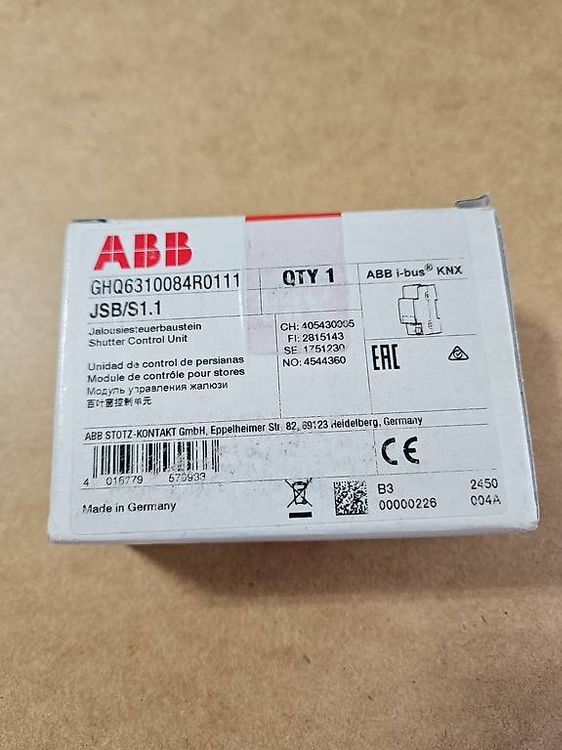 ABB
GHQ6310084R0111
JSB/S1.1
QTY 1
ABB i-bus® KNX
Jalousiesteuerbaustein
Shutter Control Unit
Unidad de control de persianas
Module de contrôle pour stores
Модуль управления жалюзи
百叶窗控制单元
CH: 405430005
FI: 2815143
SE: 1751230
NO: 4544360
EAC
ABB STOTZ-KONTAKT GmbH, Eppelheimer Str. 82, 69123 Heidelberg, Germany
4 016779 578933
CE
Made in Germany
B3
00000226
2450
004A